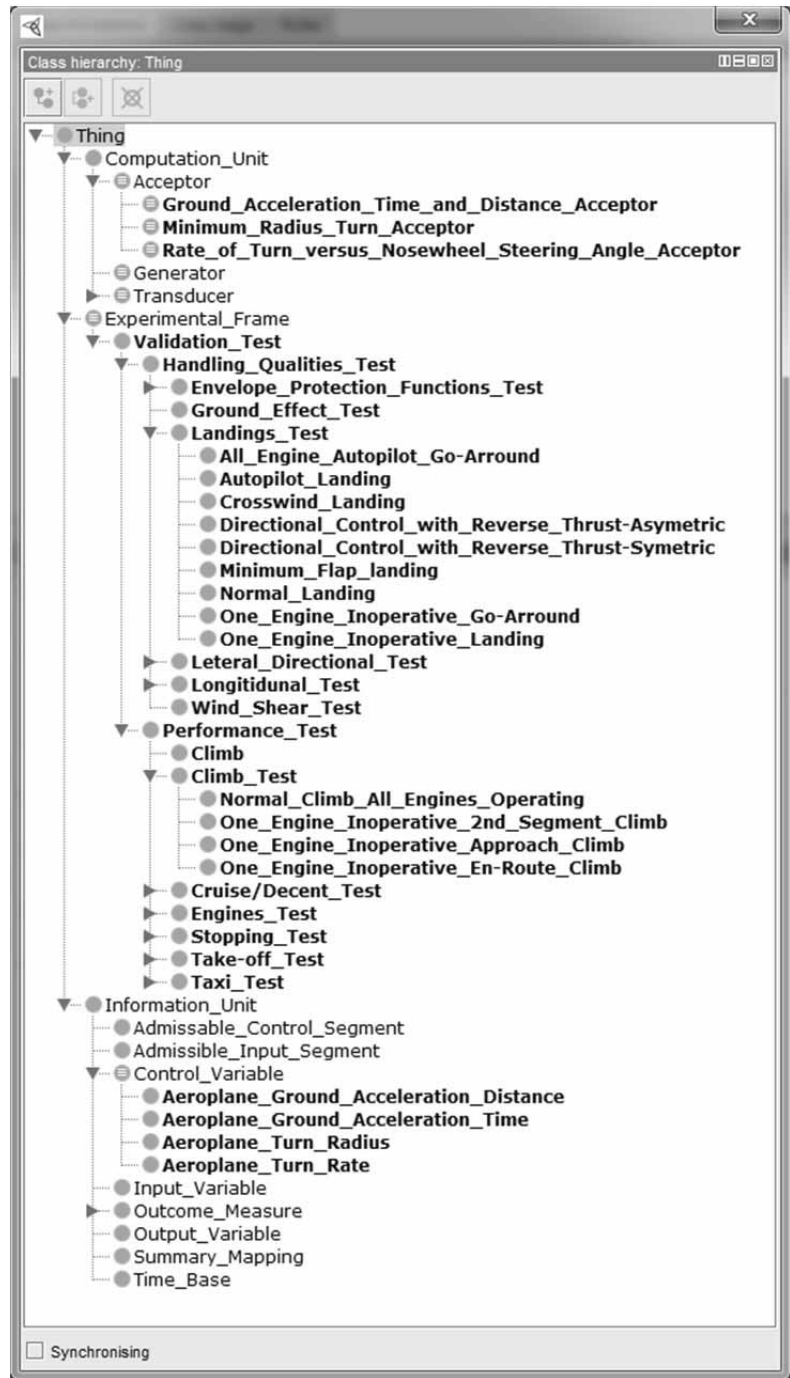 Class hierarchy: Thing
Thing
Computation_Unit
Acceptor
Ground_Acceleration_Time_and_Distance_Acceptor
Minimum_Radius_Turn_Acceptor
Rate_of_Turn_versus_Nosewheel_Steering_Angle_Acceptor
Generator
Transducer
Experimental_Frame
Validation_Test
Handling_Qualities_Test
Envelope_Protection_Functions_Test
Ground_Effect_Test
Landings_Test
All_Engine_Autopilot_Go-Arround
Autopilot_Landing
Crosswind_Landing
Directional_Control_with_Reverse_Thrust-Asymetric
Directional_Control_with_Reverse_Thrust-Symetric
Minimum_Flap_landing
Normal_Landing
One_Engine_Inoperative_Go-Arround
One_Engine_Inoperative_Landing
Leteral_Directional_Test
Longitidunal_Test
Wind_Shear_Test
Performance_Test
Climb
Climb_Test
Normal_Climb_All_Engines_Operating
One_Engine_Inoperative_2nd_Segment_Climb
One_Engine_Inoperative_Approach_Climb
One_Engine_Inoperative_En-Route_Climb
Cruise/Decent_Test
Engines_Test
Stopping_Test
Take-off_Test
Taxi_Test
Information_Unit
Admissable_Control_Segment
Admissible_Input_Segment
Control_Variable
Aeroplane_Ground_Acceleration_Distance
Aeroplane_Ground_Acceleration_Time
Aeroplane_Turn_Radius
Aeroplane_Turn_Rate
Input_Variable
Outcome_Measure
Output_Variable
Summary_Mapping
Time_Base
Synchronising